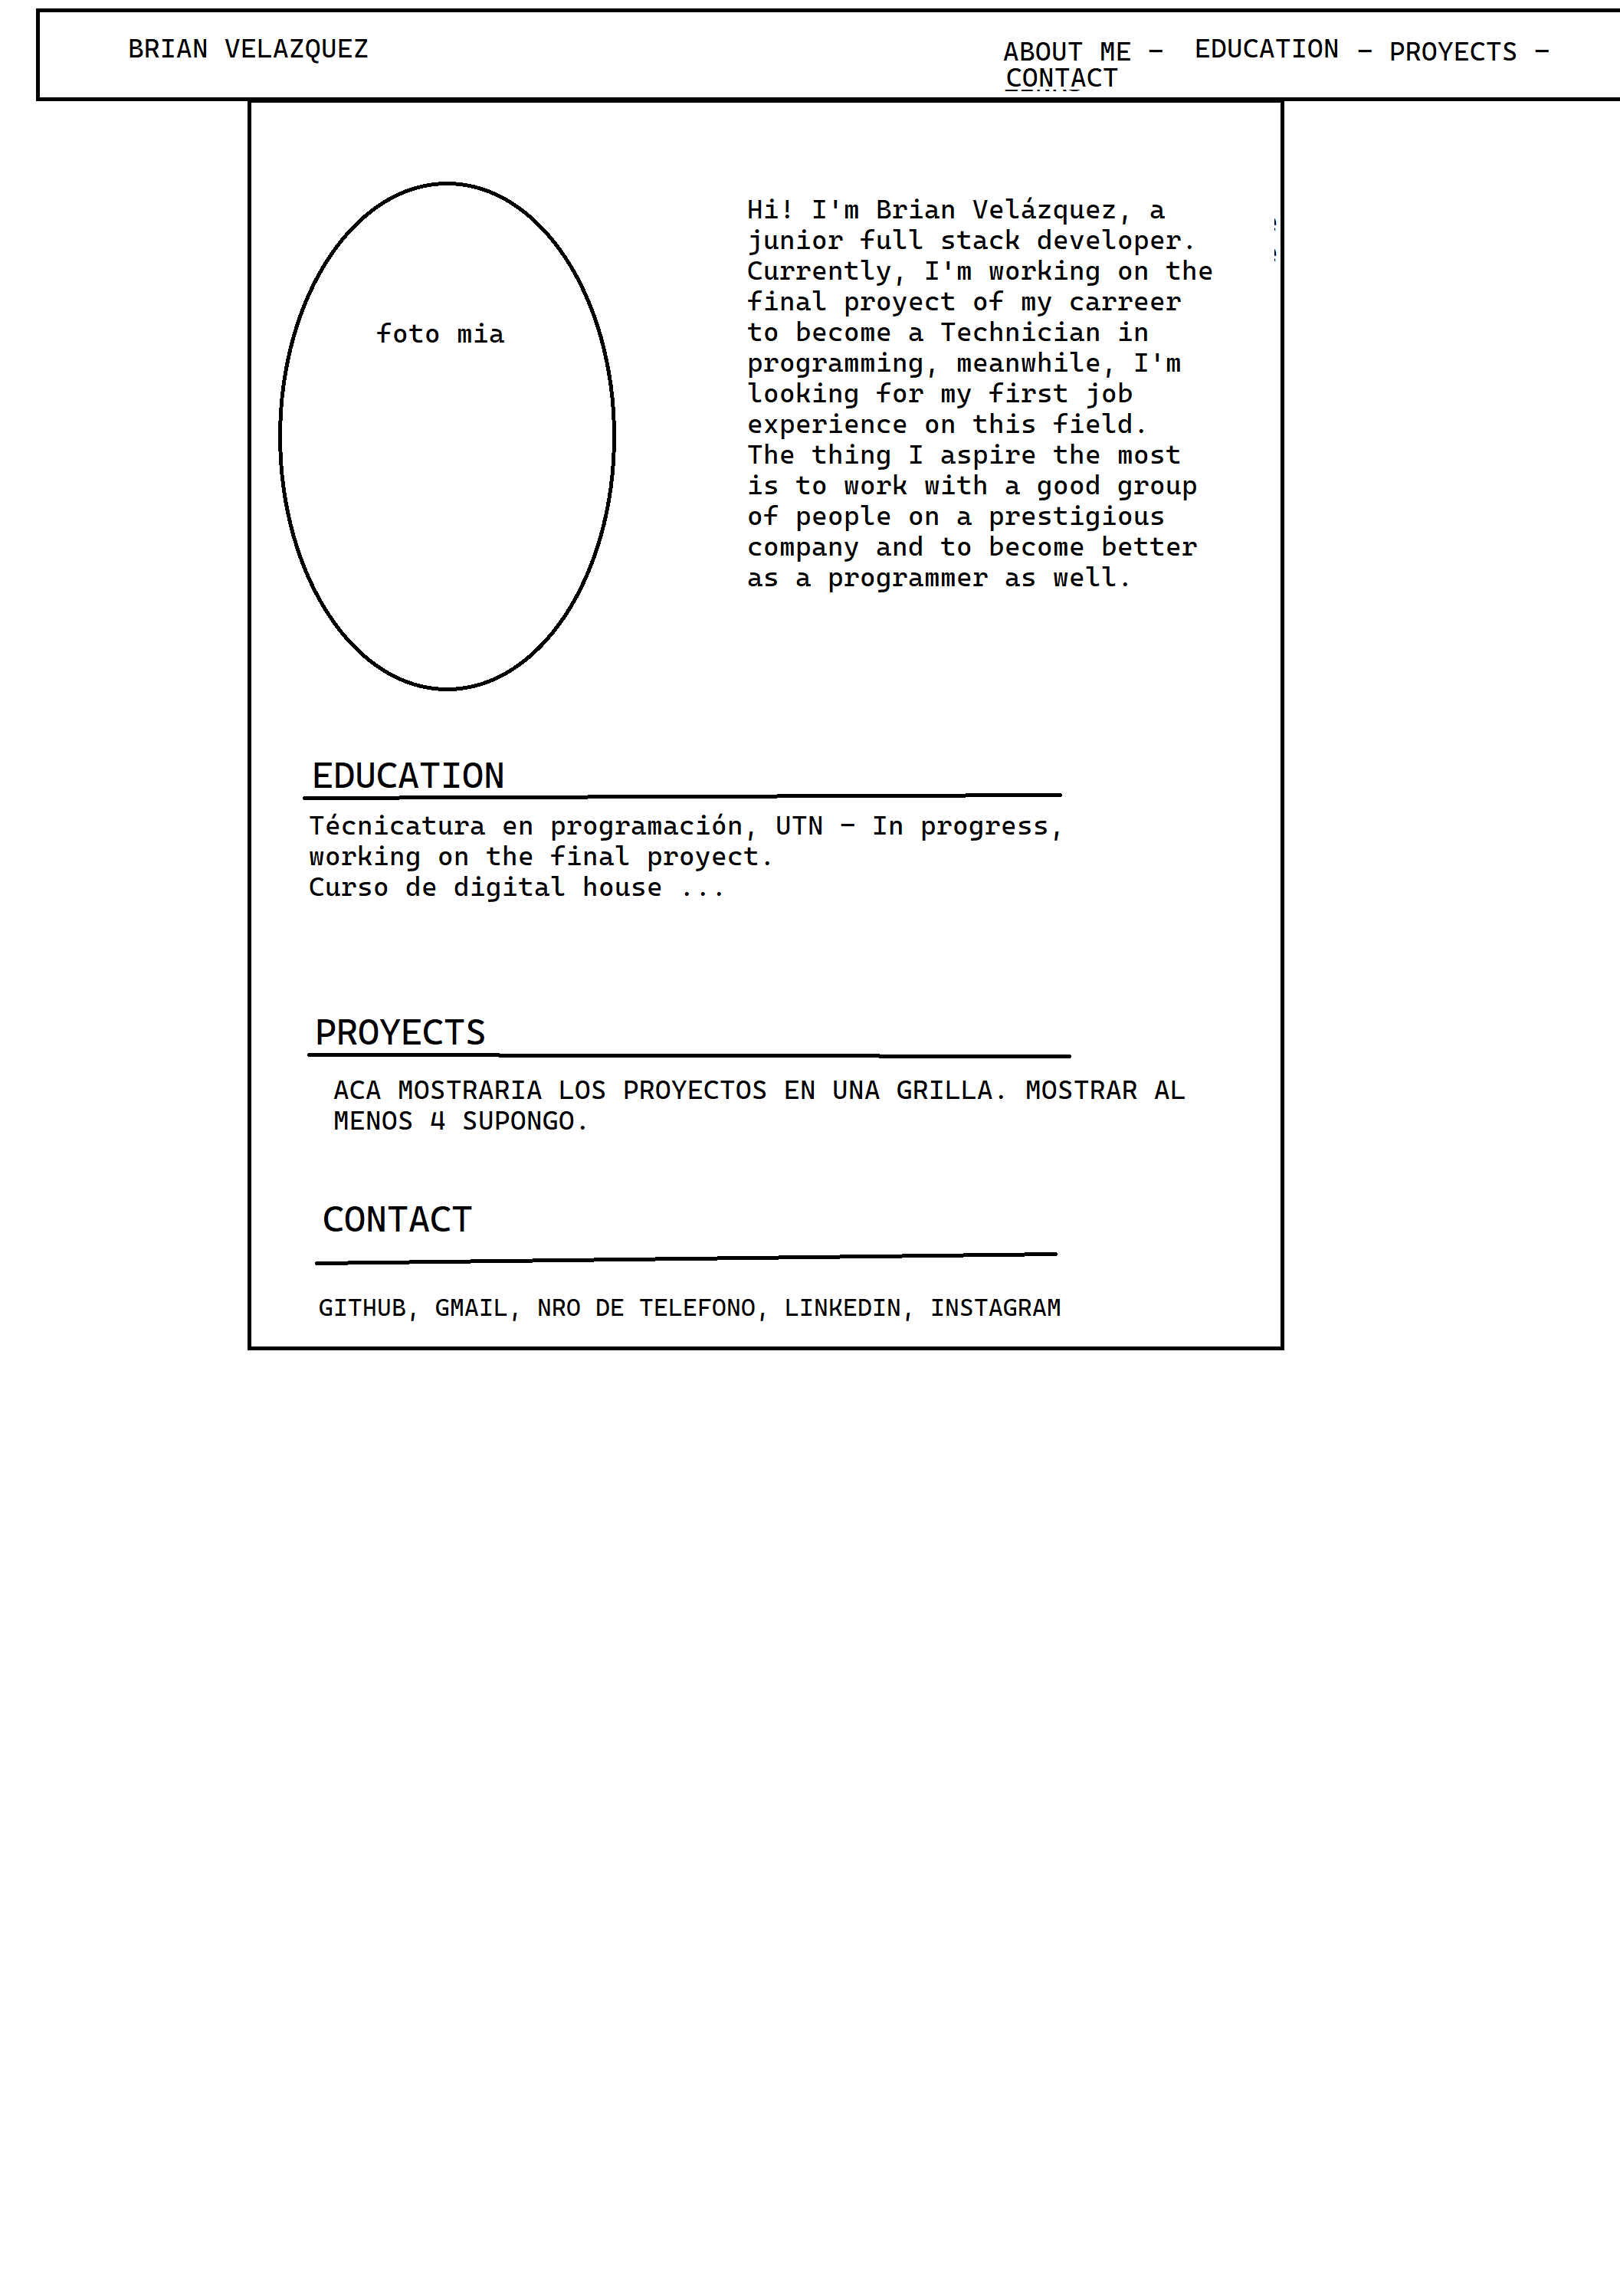 BRIAN VELAZQUEZ
ABOUT ME - EDUCATION - PROYECTS -
CONTACT
foto mia
Hi! I'm Brian Velázquez, a
junior full stack developer.
Currently, I'm working on the
final proyect of my carreer
to become a Technician in
programming, meanwhile, I'm
looking for my first job
experience on this field.
The thing I aspire the most
is to work with a good group
of people on a prestigious
company and to become better
as a programmer as well.
EDUCATION
Técnicatura en programación, UTN - In progress,
working on the final proyect.
Curso de digital house ...
PROYECTS
ACA MOSTRARIA LOS PROYECTOS EN UNA GRILLA. MOSTRAR AL
MENOS 4 SUPONGO.
CONTACT
GITHUB, GMAIL, NRO DE TELEFONO, LINKEDIN, INSTAGRAM